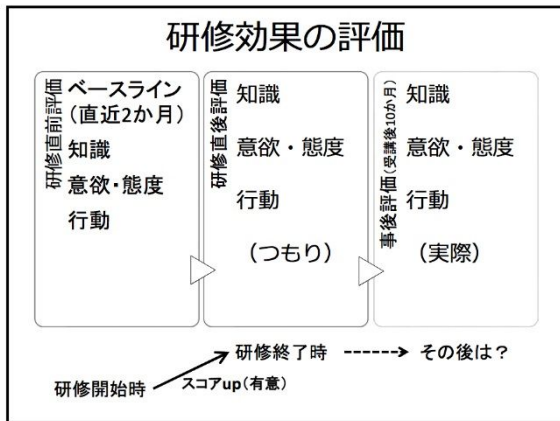 研修効果の評価
研修直前評価
ベースライン
(直近2か月)
知識
意欲・態度
行動
研修直後評価
知識
意欲・態度
行動
(つもり)
事後評価(受講後10か月)
知識
意欲・態度
行動
(実際)
研修終了時
その後は?
研修開始時
スコアup(有意)